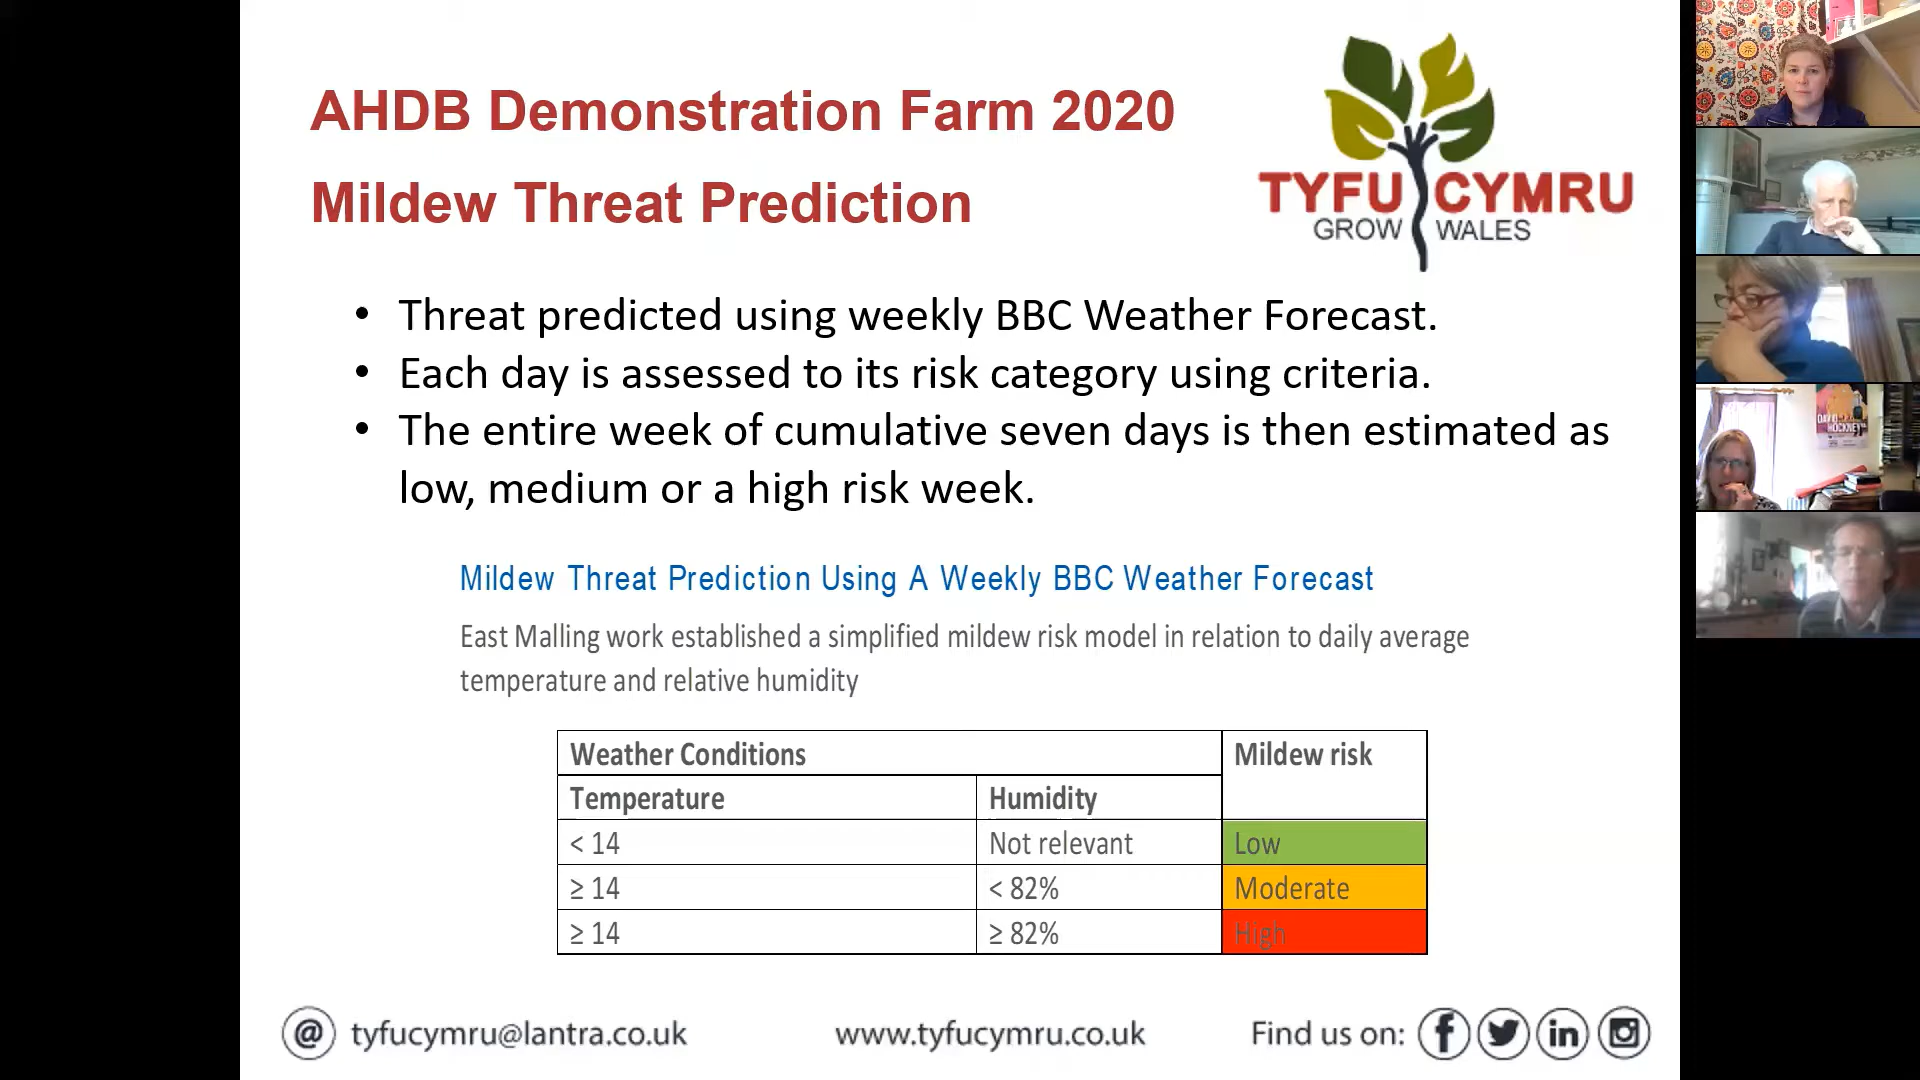 AHDB Demonstration Farm 2020
Mildew Threat Prediction
TYFU CYMRU
GROW WALES
• Threat predicted using weekly BBC Weather Forecast.
• Each day is assessed to its risk category using criteria.
• The entire week of cumulative seven days is then estimated as
low, medium or a high risk week.
Mildew Threat Prediction Using A Weekly BBC Weather Forecast
East Malling work established a simplified mildew risk model in relation to daily average
temperature and relative humidity
Weather Conditions Mildew risk
Temperature Humidity
< 14 Not relevant Low
≥ 14 < 82% Moderate
≥ 14 ≥ 82% High
@ tyfucymru@lantra.co.uk www.tyfucymru.co.uk Find us on:
DAVID
HOCKNEY